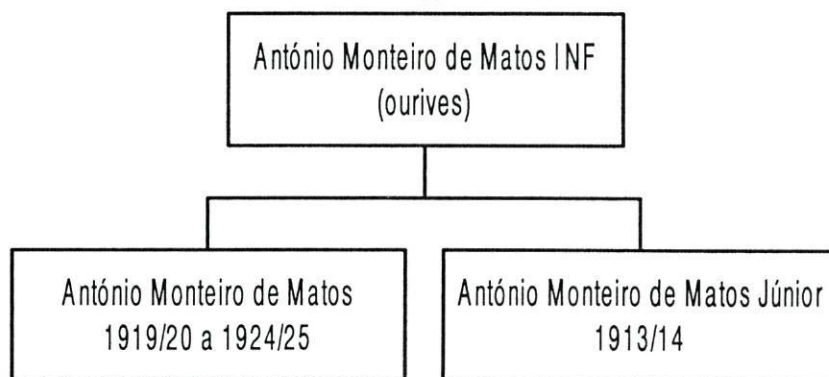 António Monteiro de Matos INF
(ourives)
António Monteiro de Matos
1919/20 a 1924/25
António Monteiro de Matos Júnior
1913/14